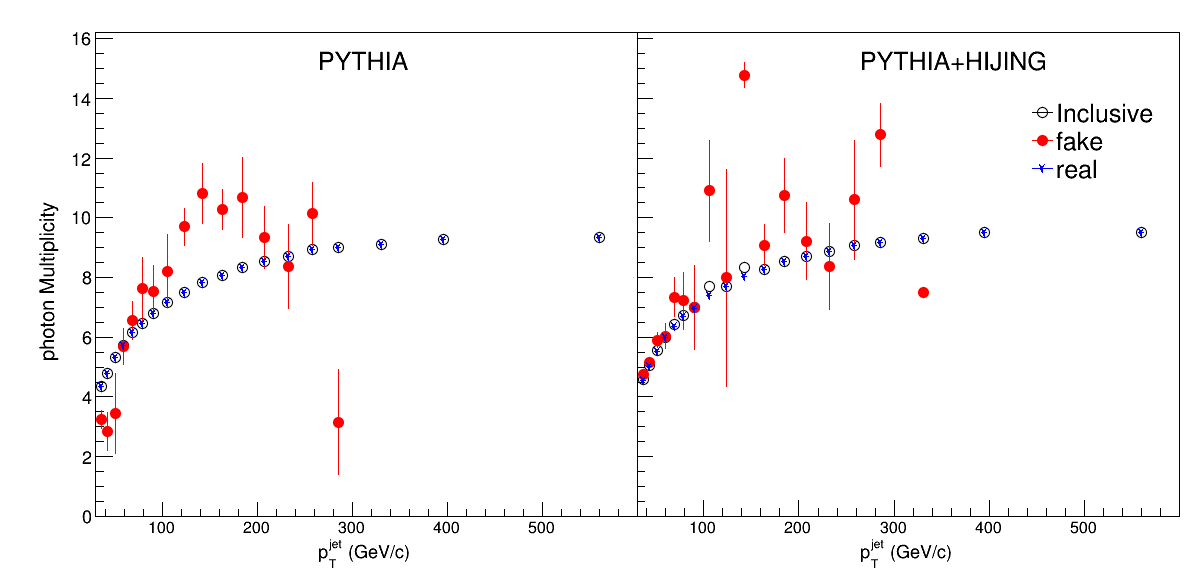 PYTHIA
PYTHIA+HIJING
Inclusive
fake
real
photon Multiplicity
16
14
12
10
8
6
4
2
0
100 200 300 400 500
100 200 300 400 500
p_T^jet (GeV/c)
p_T^jet (GeV/c)